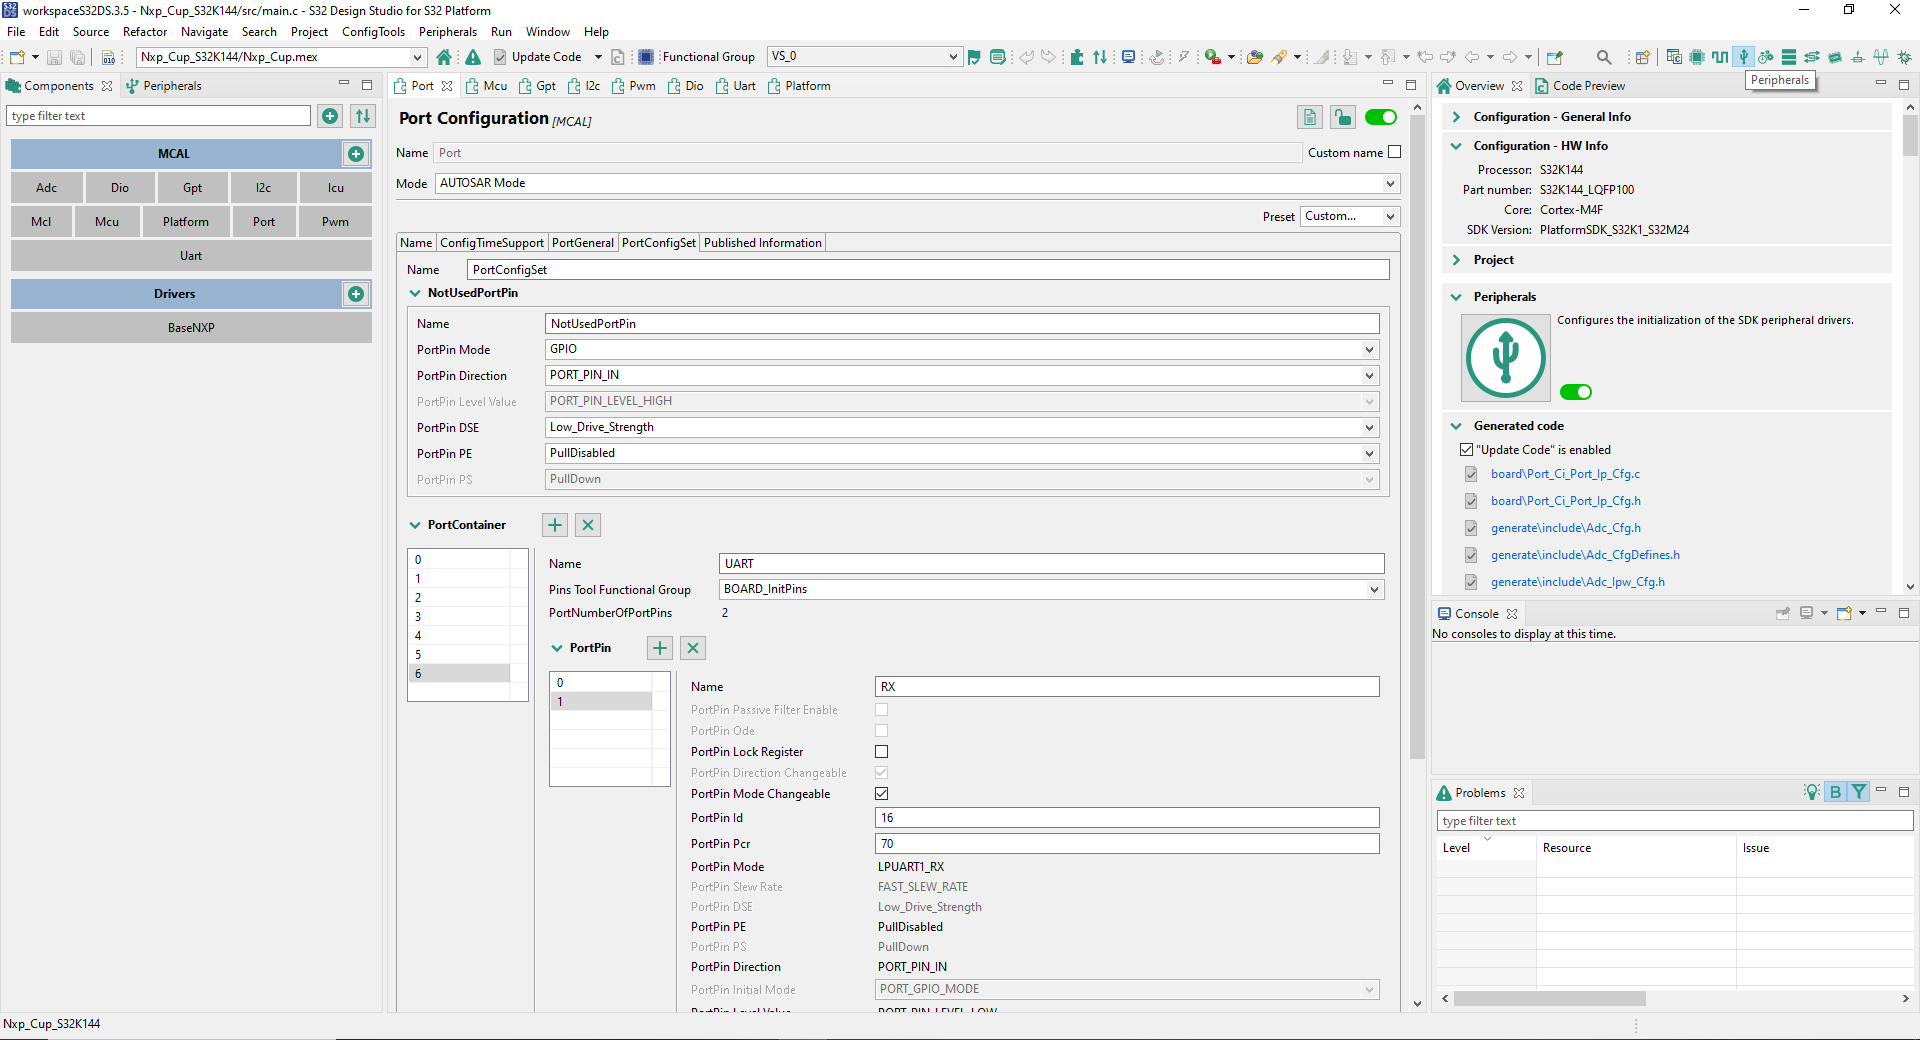 workspaceS32DS.3.5 - Nxp_Cup_S32K144/src/main.c - S32 Design Studio for S32 Platform
File Edit Source Refactor Navigate Search Project ConfigTools Peripherals Run Window Help
Nxp_Cup_S32K144/Nxp_Cup.mex Update Code Functional Group VS_0
Peripherals
Components Peripherals
type filter text
MCAL
Adc Dio Gpt I2c Icu
Mcl Mcu Platform Port Pwm
Uart
Drivers
BaseNXP
Port Mcu Gpt I2c Pwm Dio Uart Platform
Port Configuration [MCAL]
Name Port Custom name
Mode AUTOSAR Mode
Preset Custom...
Name ConfigTimeSupport PortGeneral PortConfigSet Published Information
Name PortConfigSet
NotUsedPortPin
Name NotUsedPortPin
PortPin Mode GPIO
PortPin Direction PORT_PIN_IN
PortPin Level Value PORT_PIN_LEVEL_HIGH
PortPin DSE Low_Drive_Strength
PortPin PE PullDisabled
PortPin PS PullDown
PortContainer
0
1
2
3
4
5
6
Name UART
Pins Tool Functional Group BOARD_InitPins
PortNumberOfPortPins 2
PortPin
0
1
Name RX
PortPin Passive Filter Enable
PortPin Ode
PortPin Lock Register
PortPin Direction Changeable
PortPin Mode Changeable
PortPin Id 16
PortPin Pcr 70
PortPin Mode LPUART1_RX
PortPin Slew Rate FAST_SLEW_RATE
PortPin DSE Low_Drive_Strength
PortPin PE PullDisabled
PortPin PS PullDown
PortPin Direction PORT_PIN_IN
PortPin Initial Mode PORT_GPIO_MODE
PortPin Level Value PORT_PIN_LEVEL_LOW
Overview Code Preview
Configuration - General Info
Configuration - HW Info
Processor: S32K144
Part number: S32K144_LQFP100
Core: Cortex-M4F
SDK Version: PlatformSDK_S32K1_S32M24
Project
Peripherals
Configures the initialization of the SDK peripheral drivers.
Generated code
"Update Code" is enabled
board\Port_Ci_Port_Ip_Cfg.c
board\Port_Ci_Port_Ip_Cfg.h
generate\include\Adc_Cfg.h
generate\include\Adc_CfgDefines.h
generate\include\Adc_Ipw_Cfg.h
Console
No consoles to display at this time.
Problems
type filter text
Level Resource Issue
Nxp_Cup_S32K144